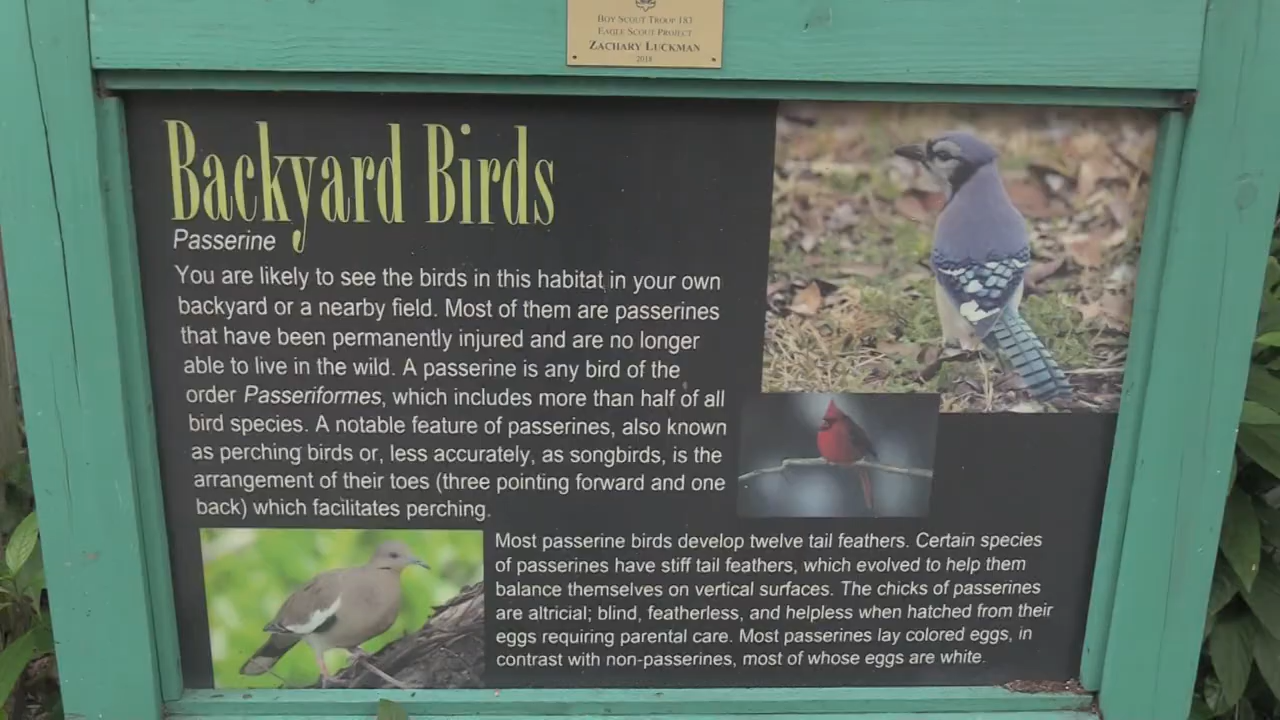 Boy Scout Troop 183
Eagle Scout Project
Zachary Luckman
2018
Backyard Birds
Passerine
You are likely to see the birds in this habitat in your own
backyard or a nearby field. Most of them are passerines
that have been permanently injured and are no longer
able to live in the wild. A passerine is any bird of the
order Passeriformes, which includes more than half of all
bird species. A notable feature of passerines, also known
as perching birds or, less accurately, as songbirds, is the
arrangement of their toes (three pointing forward and one
back) which facilitates perching.
Most passerine birds develop twelve tail feathers. Certain species
of passerines have stiff tail feathers, which evolved to help them
balance themselves on vertical surfaces. The chicks of passerines
are altricial; blind, featherless, and helpless when hatched from their
eggs requiring parental care. Most passerines lay colored eggs, in
contrast with non-passerines, most of whose eggs are white.